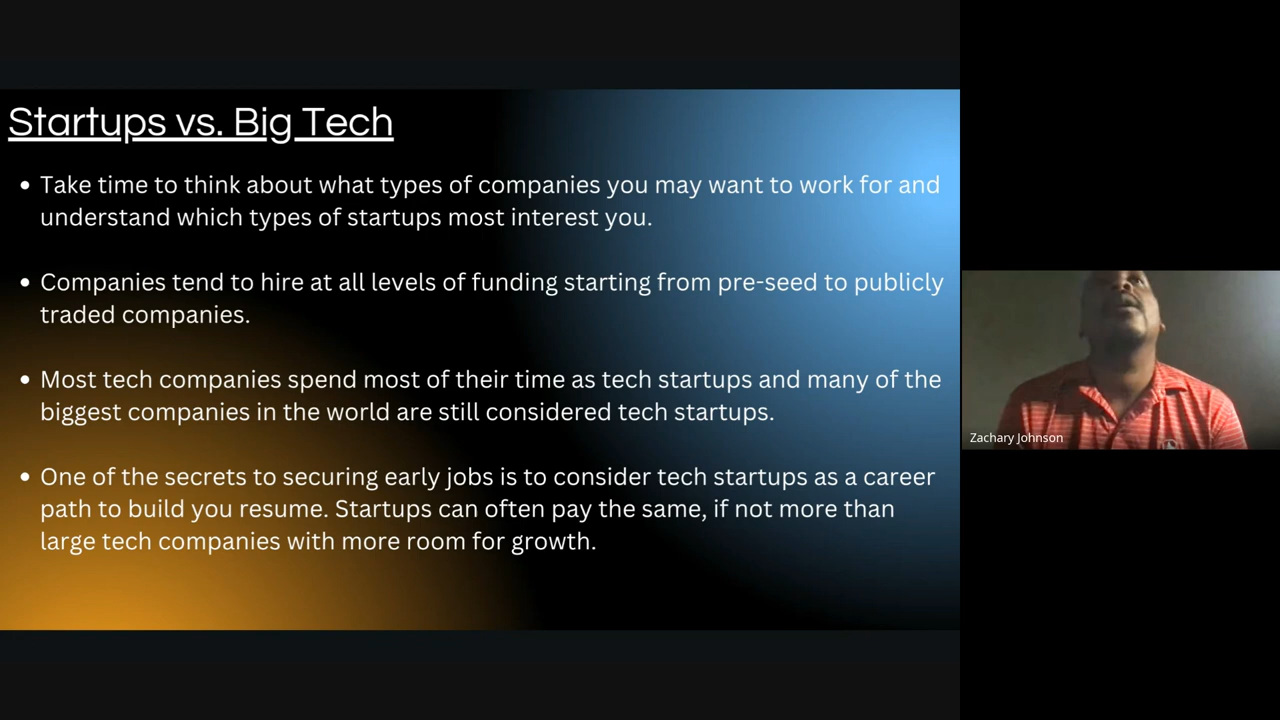 Startups vs. Big Tech
• Take time to think about what types of companies you may want to work for and
understand which types of startups most interest you.
• Companies tend to hire at all levels of funding starting from pre-seed to publicly
traded companies.
• Most tech companies spend most of their time as tech startups and many of the
biggest companies in the world are still considered tech startups.
• One of the secrets to securing early jobs is to consider tech startups as a career
path to build you resume. Startups can often pay the same, if not more than
large tech companies with more room for growth.
Zachary Johnson